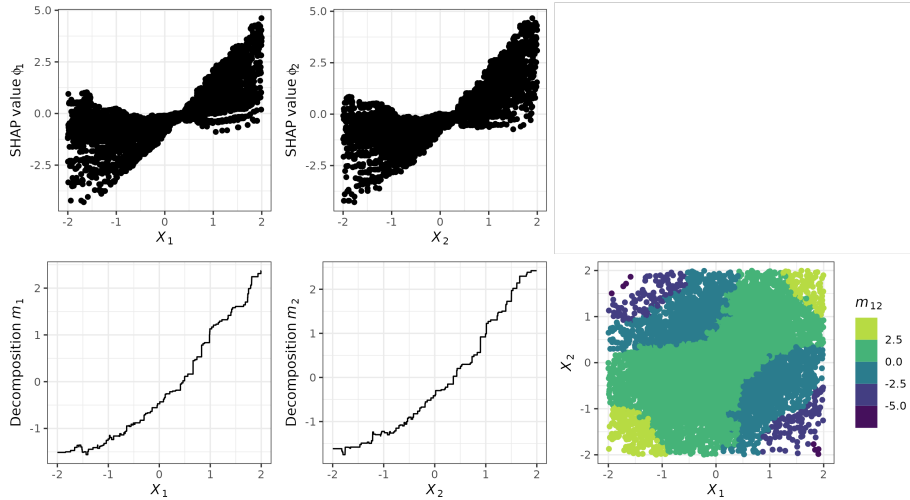 SHAP value ϕ1
5.0
2.5
0.0
-2.5
-2 -1 0 1 2
X1
SHAP value ϕ2
5.0
2.5
0.0
-2.5
-2 -1 0 1 2
X2
Decomposition m1
2
1
0
-1
-2 -1 0 1 2
X1
Decomposition m2
2
1
0
-1
-2 -1 0 1 2
X2
X2
2
1
0
-1
-2
-2 -1 0 1 2
X1
m12
2.5
0.0
-2.5
-5.0